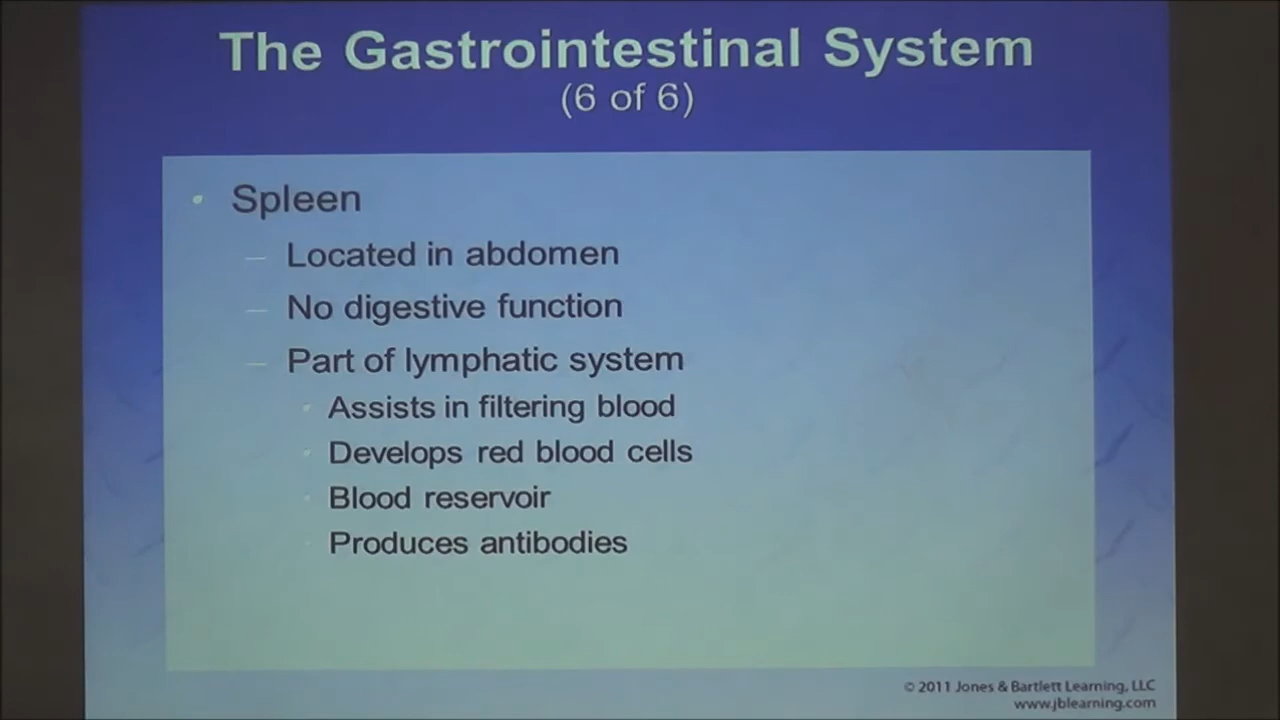 The Gastrointestinal System
(6 of 6)
• Spleen
– Located in abdomen
– No digestive function
– Part of lymphatic system
• Assists in filtering blood
• Develops red blood cells
• Blood reservoir
• Produces antibodies
© 2011 Jones & Bartlett Learning, LLC
www.jblearning.com